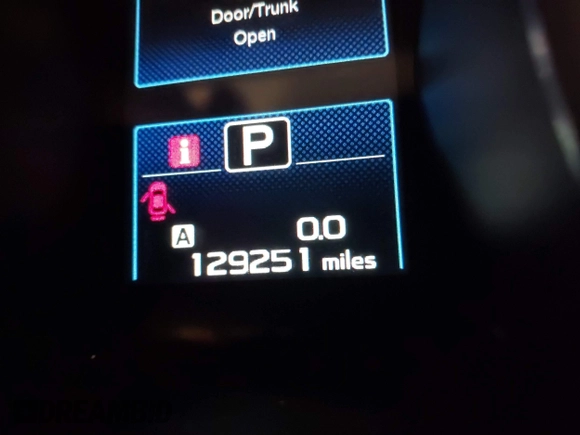 Door/Trunk
Open
i
P
A
0.0
129251 miles